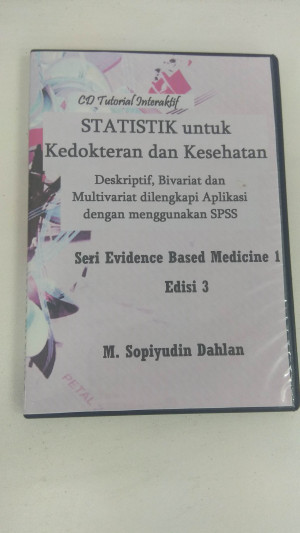 CD Tutorial Interaktif
STATISTIK untuk
Kedokteran dan Kesehatan
Deskriptif, Bivariat dan
Multivariat dilengkapi Aplikasi
dengan menggunakan SPSS
Seri Evidence Based Medicine 1
Edisi 3
M. Sopiyudin Dahlan
PETAL